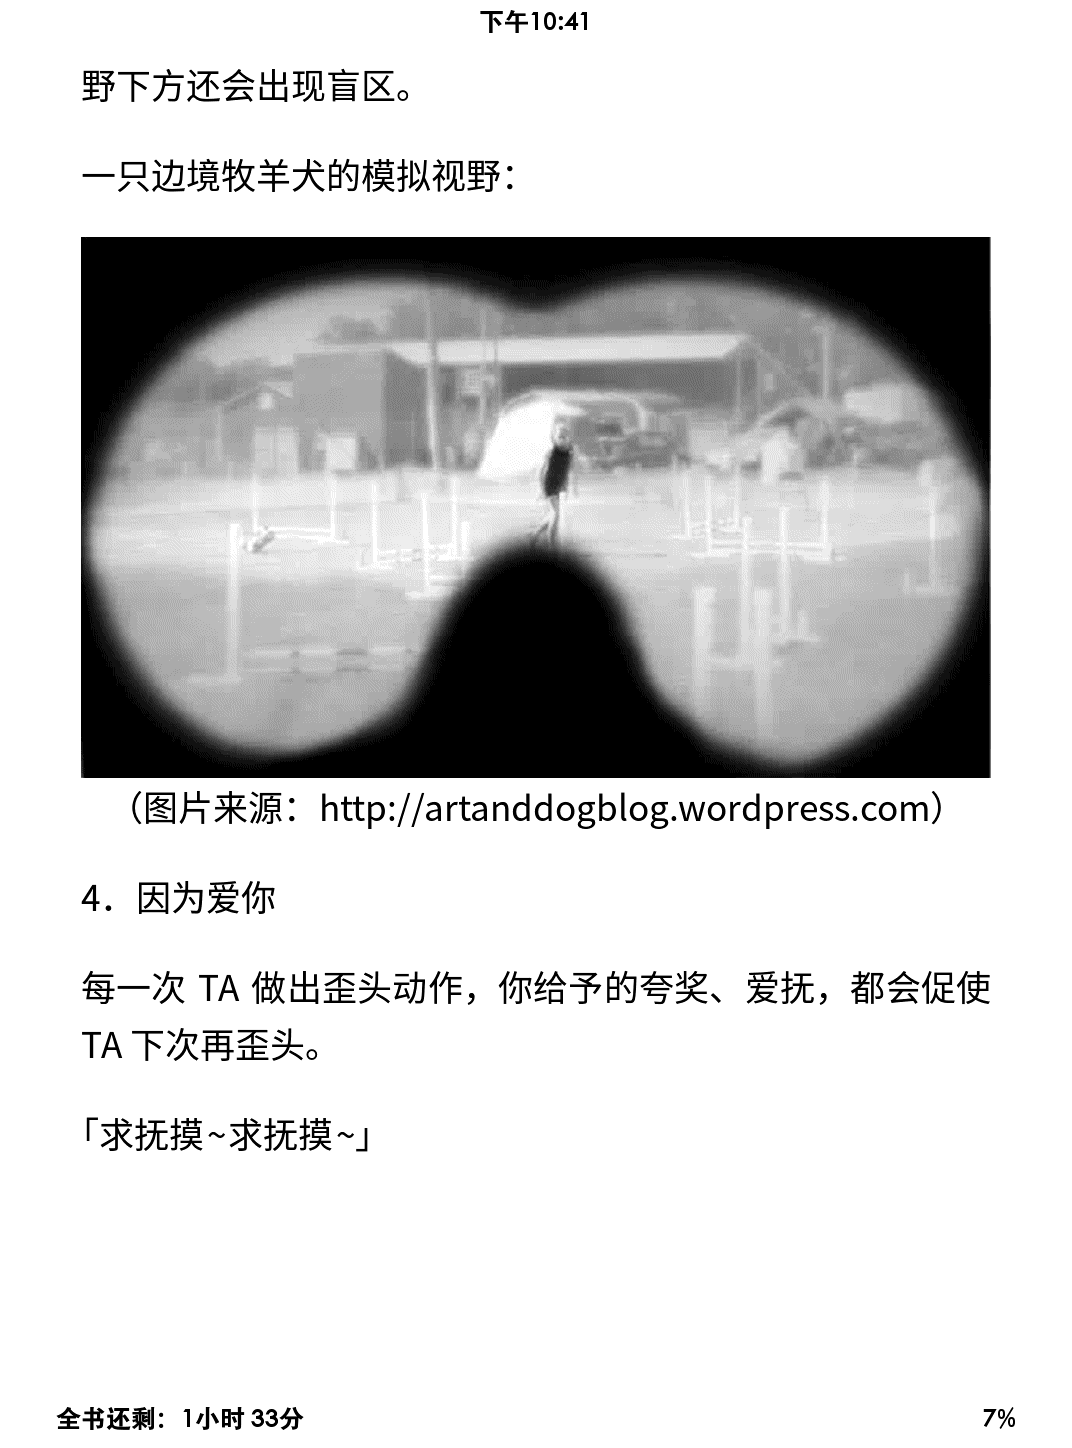 下午10:41
野下方还会出现盲区。
一只边境牧羊犬的模拟视野：
（图片来源：http://artanddogblog.wordpress.com）
4．因为爱你
每一次 TA 做出歪头动作，你给予的夸奖、爱抚，都会促使
TA 下次再歪头。
「求抚摸~求抚摸~」
全书还剩：1小时 33分
7%